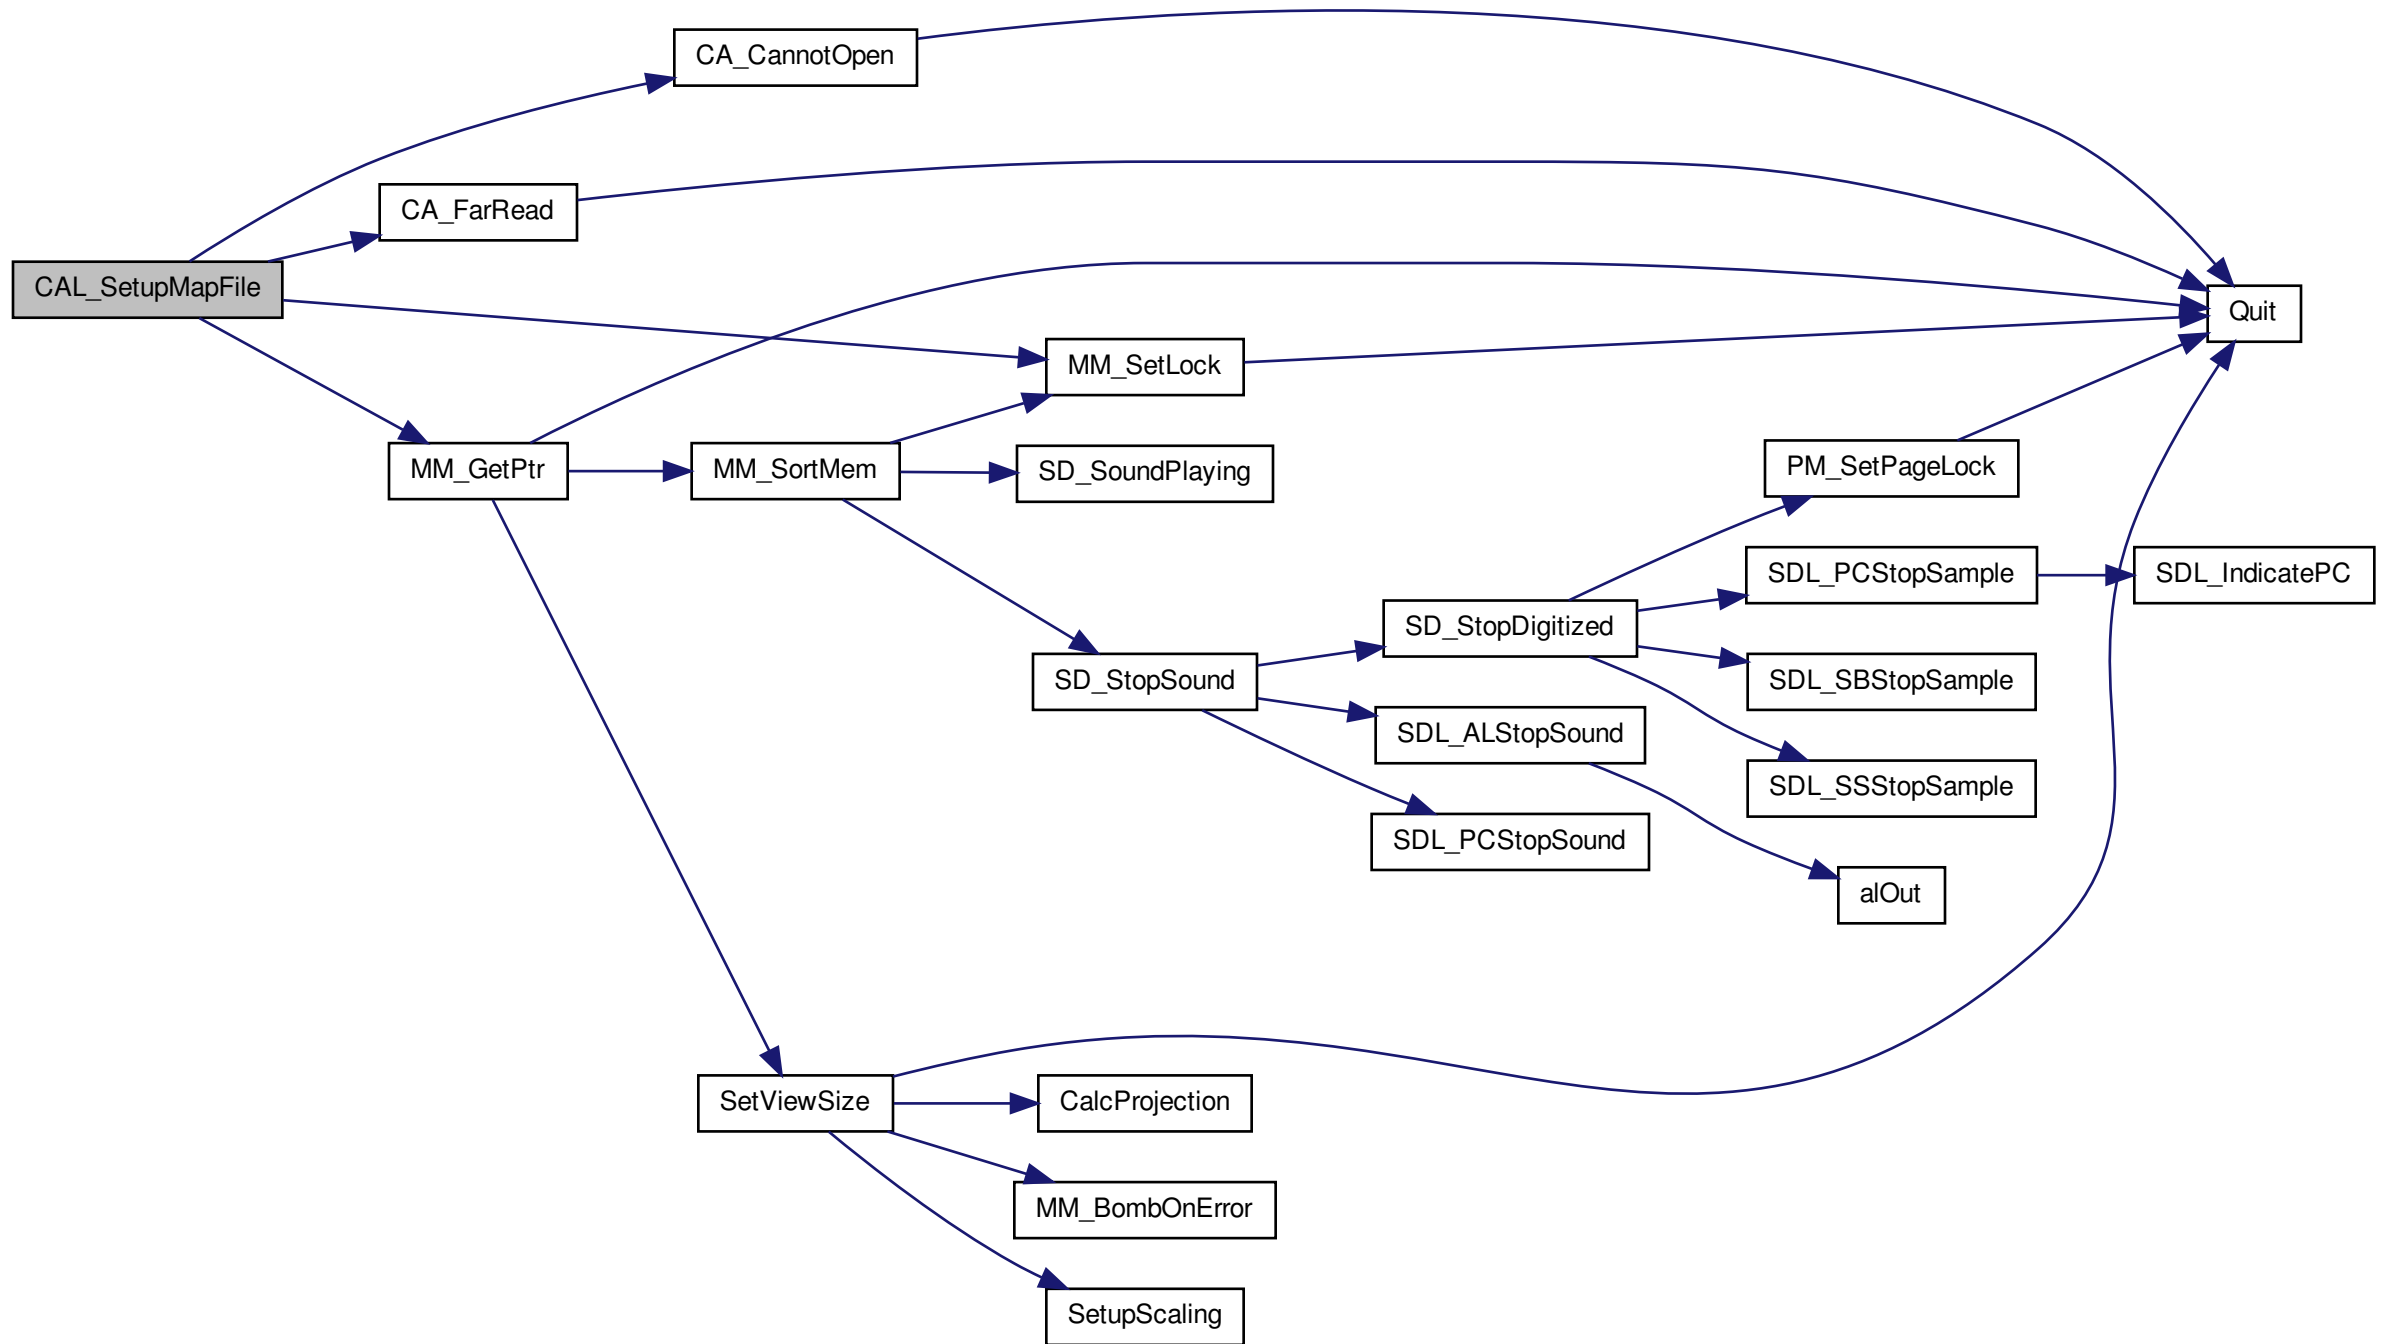 CA_CannotOpen
CA_FarRead
CAL_SetupMapFile
Quit
MM_SetLock
MM_GetPtr
MM_SortMem
SD_SoundPlaying
PM_SetPageLock
SDL_PCStopSample
SDL_IndicatePC
SD_StopDigitized
SD_StopSound
SDL_SBStopSample
SDL_ALStopSound
SDL_SSStopSample
SDL_PCStopSound
alOut
SetViewSize
CalcProjection
MM_BombOnError
SetupScaling